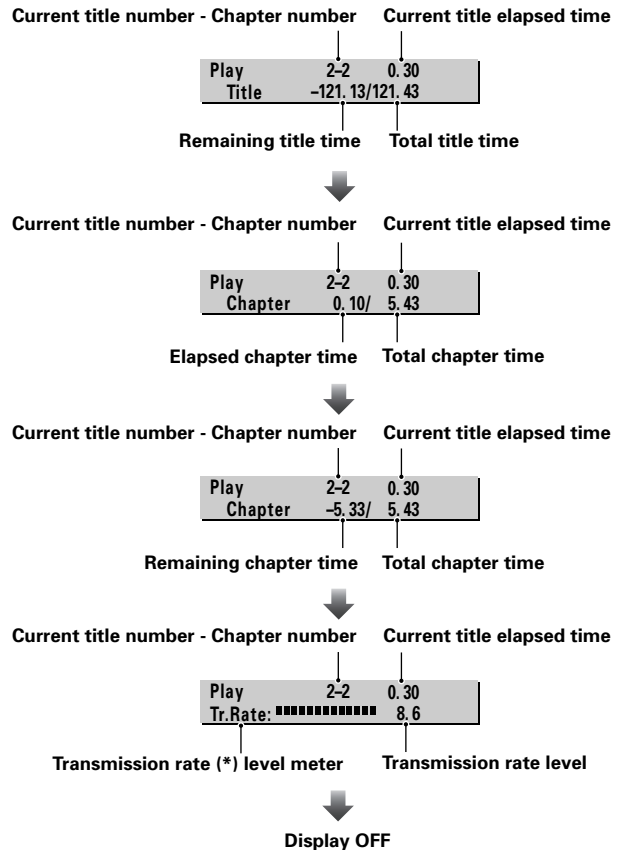 Current title number - Chapter number Current title elapsed time
Play 2–2 0. 30
Title –121. 13/121. 43
Remaining title time Total title time
Current title number - Chapter number Current title elapsed time
Play 2–2 0. 30
Chapter 0. 10/ 5. 43
Elapsed chapter time Total chapter time
Current title number - Chapter number Current title elapsed time
Play 2–2 0. 30
Chapter –5. 33/ 5. 43
Remaining chapter time Total chapter time
Current title number - Chapter number Current title elapsed time
Play 2–2 0. 30
Tr.Rate: 8. 6
Transmission rate (*) level meter Transmission rate level
Display OFF